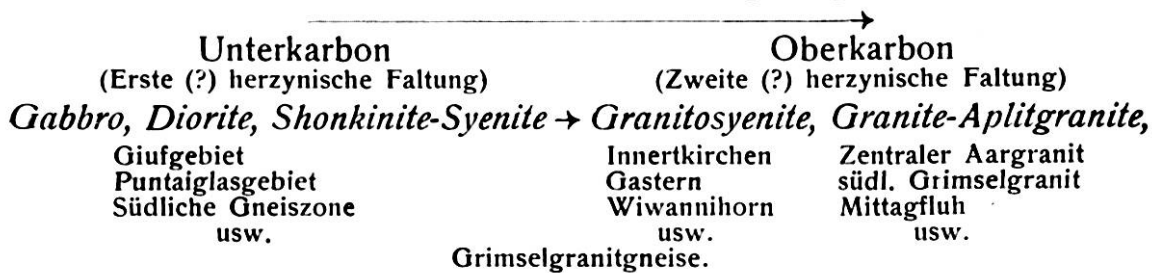 Unterkarbon Oberkarbon
(Erste (?) herzynische Faltung) (Zweite (?) herzynische Faltung)
Gabbro, Diorite, Shonkinite-Syenite → Granitosyenite, Granite-Aplitgranite,
Giufgebiet Innertkirchen Zentraler Aargranit
Puntaiglasgebiet Gastern südl. Grimselgranit
Südliche Gneiszone Wiwannihorn Mittagfluh
usw. usw. usw.
Grimselgranitgneise.